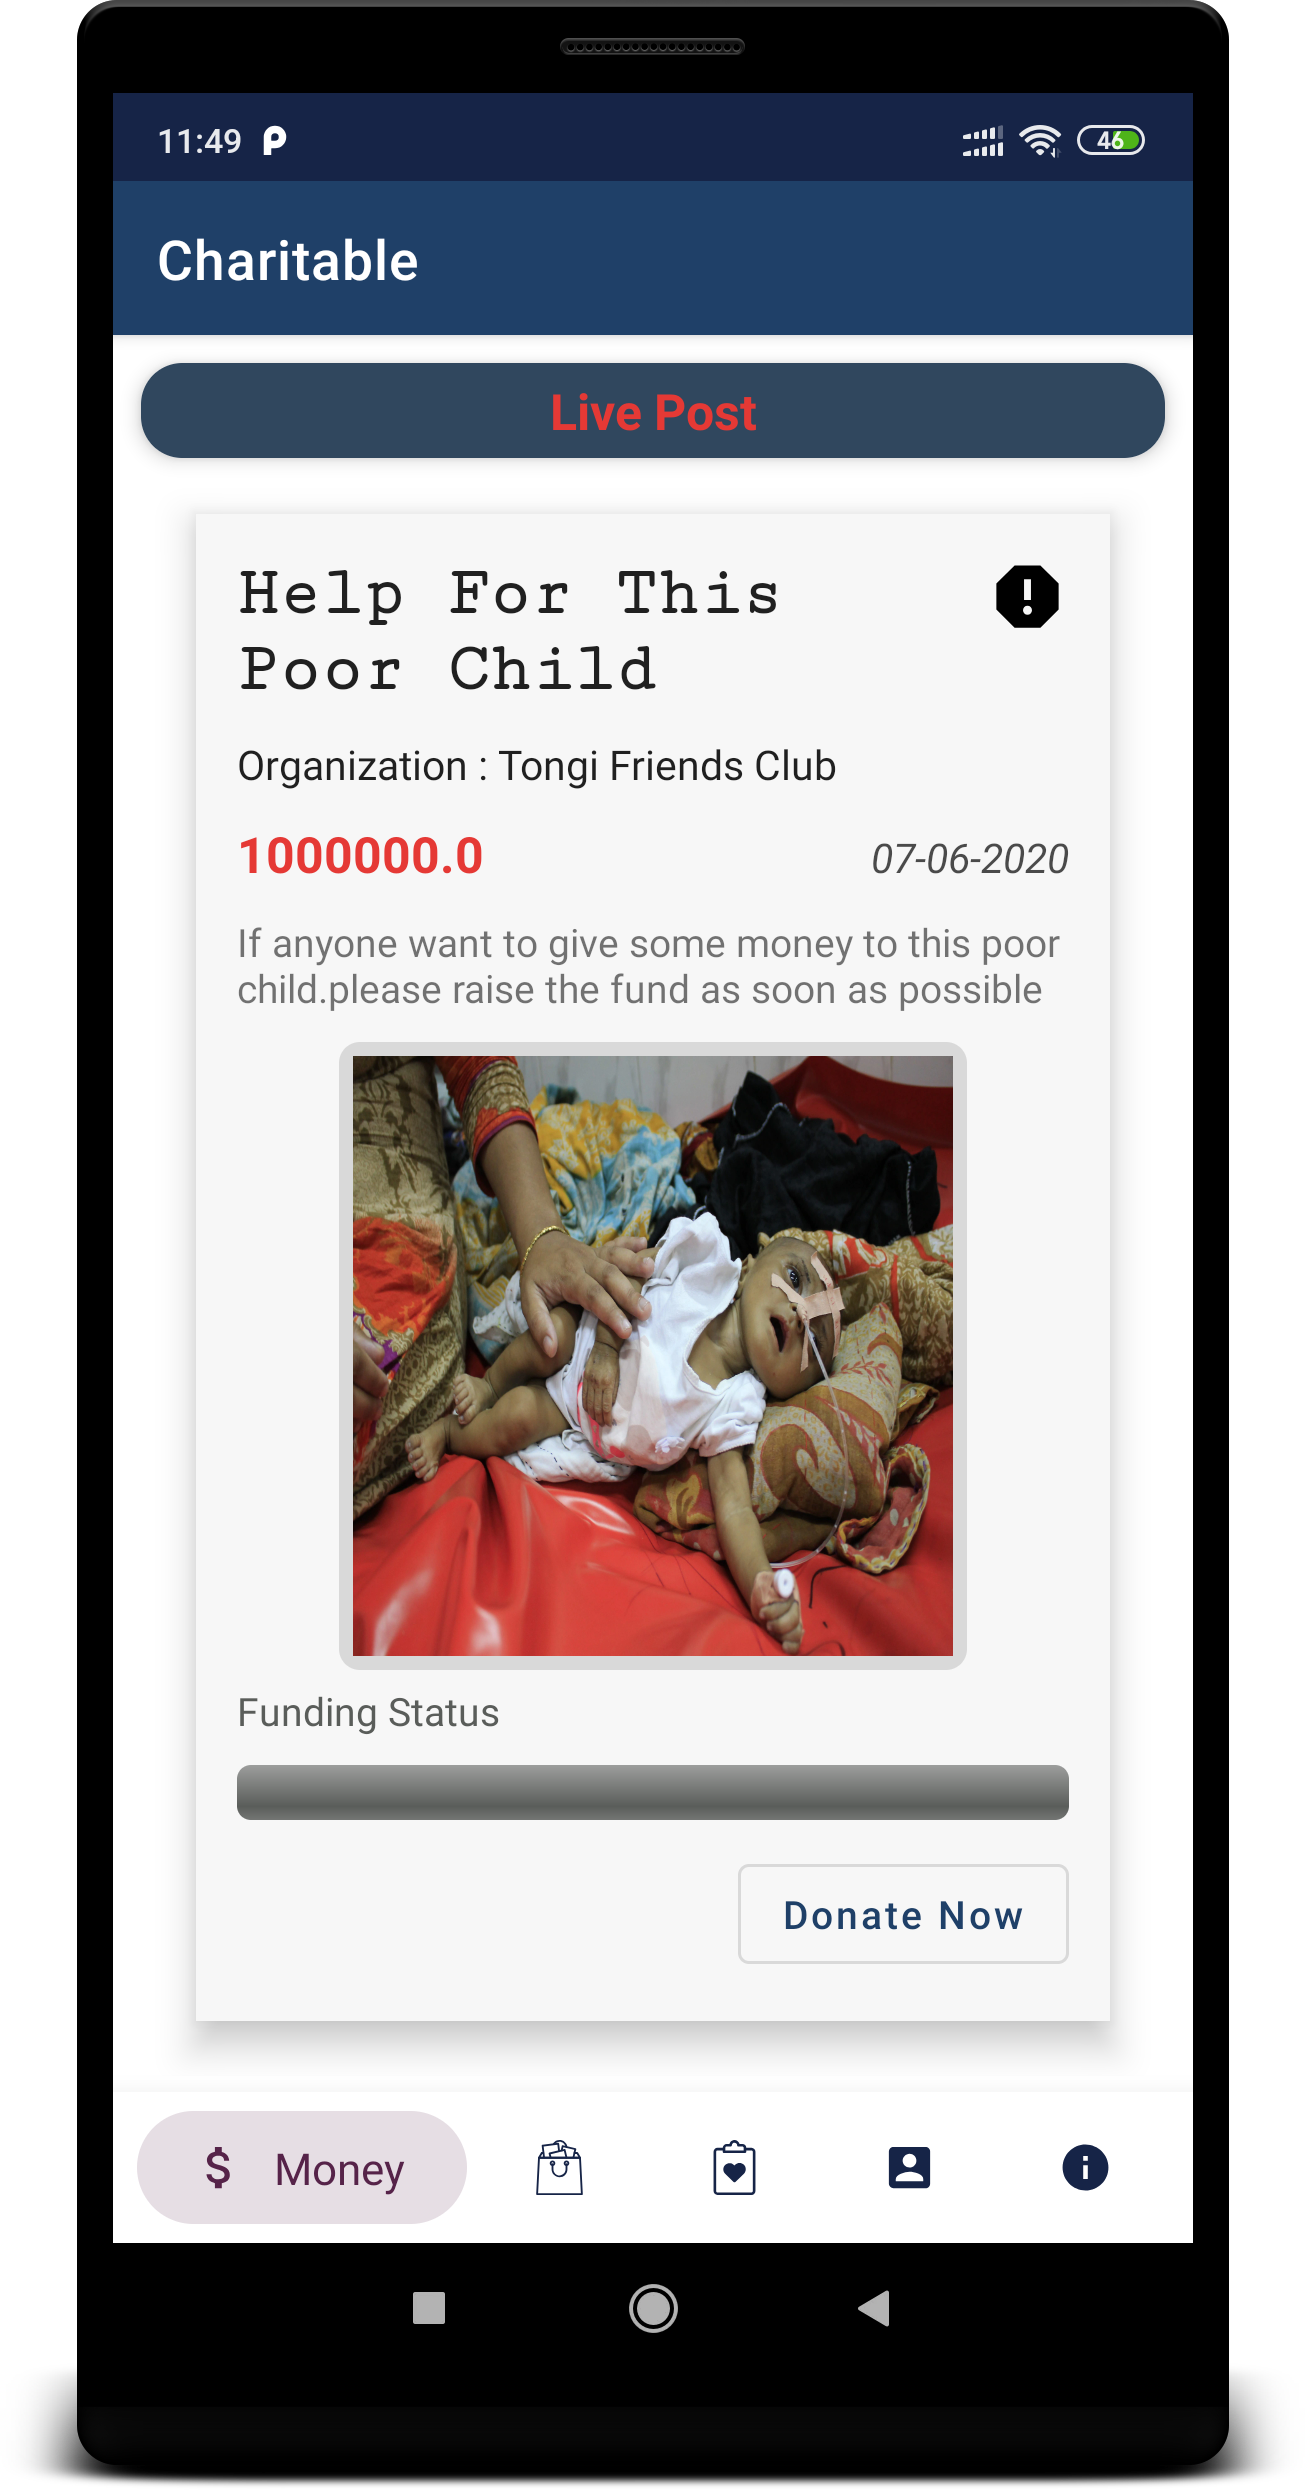 11:49
46
Charitable
Live Post
Help For This
Poor Child
Organization : Tongi Friends Club
1000000.0
07-06-2020
If anyone want to give some money to this poor
child.please raise the fund as soon as possible
Funding Status
Donate Now
$ Money